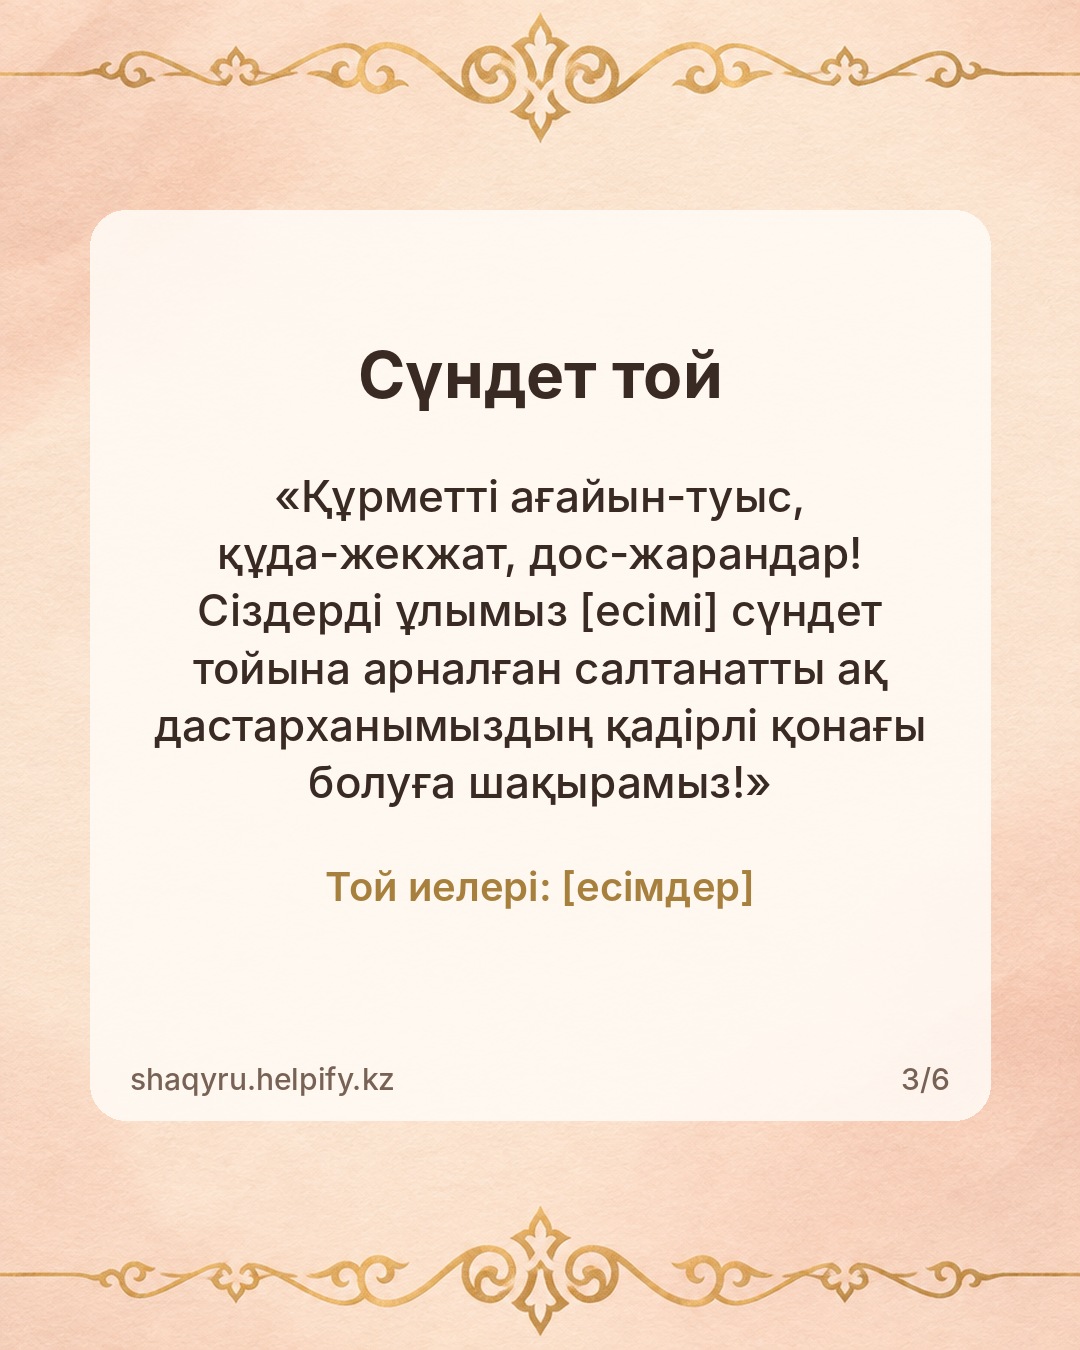 Сүндет той
«Құрметті ағайын-туыс,
құда-жекжат, дос-жарандар!
Сіздерді ұлымыз [есімі] сүндет
тойына арналған салтанатты ақ
дастарханымыздың қадірлі қонағы
болуға шақырамыз!»
Той иелері: [есімдер]
shaqyru.helpify.kz
3/6